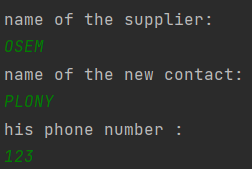 name of the supplier:
OSEM
name of the new contact:
PLONY
his phone number :
123